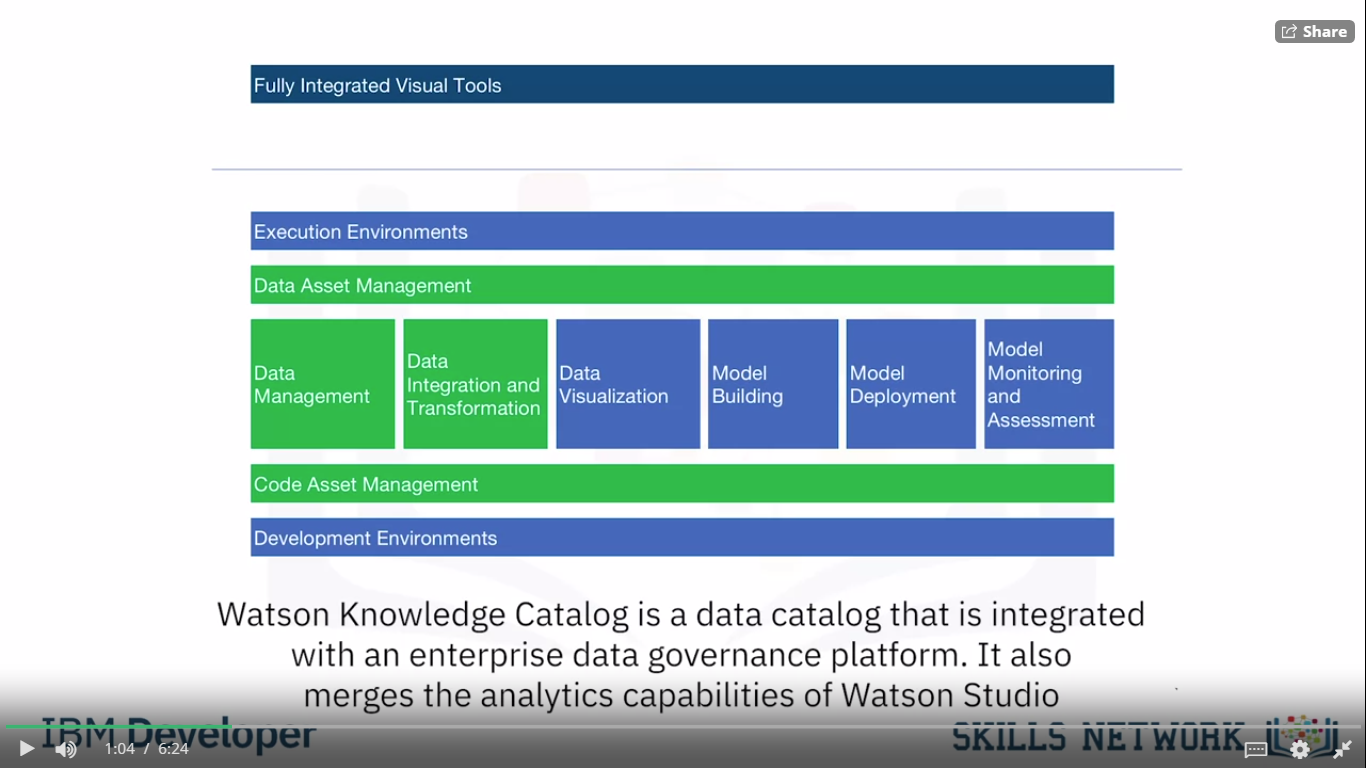 Share
Fully Integrated Visual Tools
Execution Environments
Data Asset Management
Data
Management
Data
Integration and
Transformation
Data
Visualization
Model
Building
Model
Deployment
Model
Monitoring
and
Assessment
Code Asset Management
Development Environments
Watson Knowledge Catalog is a data catalog that is integrated
with an enterprise data governance platform. It also
merges the analytics capabilities of Watson Studio
IBM Developer
SKILLS NETWORK
1:04 / 6:24